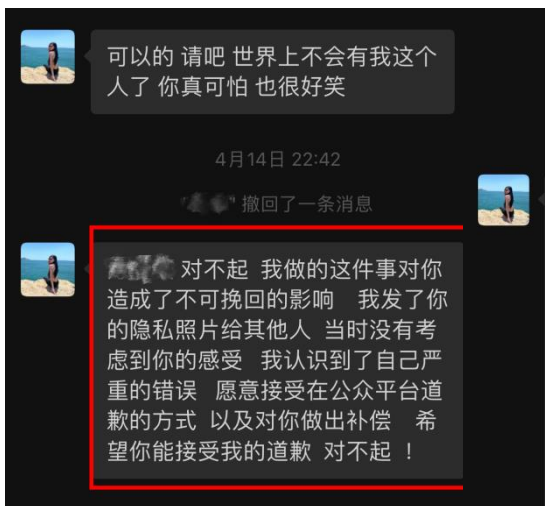 可以的 请吧 世界上不会有我这个
人了 你真可怕 也很好笑
4月14日 22:42
" 撤回了一条消息
对不起 我做的这件事对你
造成了不可挽回的影响 我发了你
的隐私照片给其他人 当时没有考
虑到你的感受 我认识到了自己严
重的错误 愿意接受在公众平台道
歉的方式 以及对你做出补偿 希
望你能接受我的道歉 对不起 !